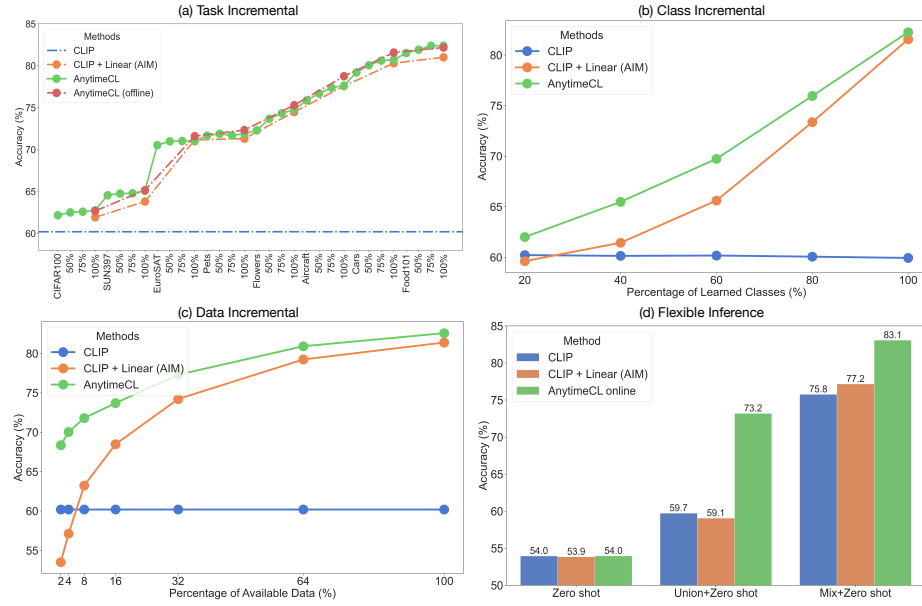 (a) Task Incremental
Accuracy (%)
85
80
75
70
65
60
Methods
CLIP
CLIP + Linear (AIM)
AnytimeCL
AnytimeCL (offline)
CIFAR100
50%
75%
100%
SUN397
50%
75%
100%
EuroSAT
50%
75%
100%
Pets
50%
75%
100%
Flowers
50%
75%
100%
Aircraft
50%
75%
100%
Cars
50%
75%
100%
Food101
50%
75%
100%
(b) Class Incremental
Accuracy (%)
80
75
70
65
60
Methods
CLIP
CLIP + Linear (AIM)
AnytimeCL
20 40 60 80 100
Percentage of Learned Classes (%)
(c) Data Incremental
Accuracy (%)
80
75
70
65
60
55
Methods
CLIP
CLIP + Linear (AIM)
AnytimeCL
2 4 8 16 32 64 100
Percentage of Available Data (%)
(d) Flexible Inference
Accuracy (%)
85
80
75
70
65
60
55
50
Method
CLIP
CLIP + Linear (AIM)
AnytimeCL online
54.0 53.9 54.0
59.7 59.1 73.2
75.8 77.2 83.1
Zero shot Union+Zero shot Mix+Zero shot